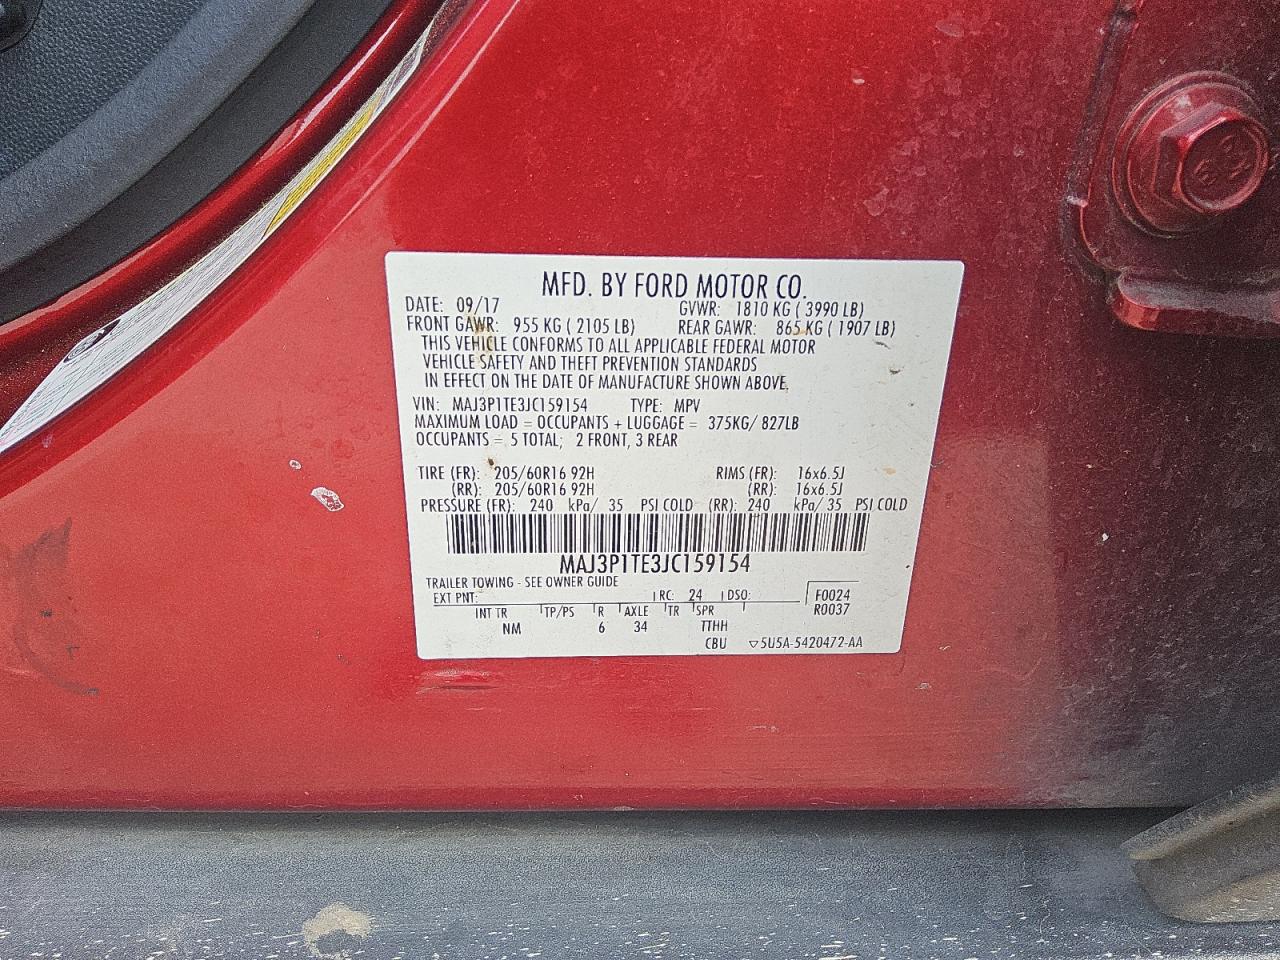 MFD. BY FORD MOTOR CO.
DATE: 09/17 GVWR: 1810 KG ( 3990 LB)
FRONT GAWR: 955 KG ( 2105 LB) REAR GAWR: 865 KG ( 1907 LB)
THIS VEHICLE CONFORMS TO ALL APPLICABLE FEDERAL MOTOR
VEHICLE SAFETY AND THEFT PREVENTION STANDARDS
IN EFFECT ON THE DATE OF MANUFACTURE SHOWN ABOVE.
VIN: MAJ3P1TE3JC159154 TYPE: MPV
MAXIMUM LOAD = OCCUPANTS + LUGGAGE = 375KG/ 827LB
OCCUPANTS = 5 TOTAL; 2 FRONT, 3 REAR
TIRE (FR): 205/60R16 92H RIMS (FR): 16x6.5J
(RR): 205/60R16 92H (RR): 16x6.5J
PRESSURE (FR): 240 kPa/ 35 PSI COLD (RR): 240 kPa/ 35 PSI COLD
MAJ3P1TE3JC159154
TRAILER TOWING - SEE OWNER GUIDE
EXT PNT: RC: 24 DSO: F0024
INT TR TP/PS R AXLE TR SPR R0037
NM 6 34 TTHH
CBU 5U5A-5420472-AA